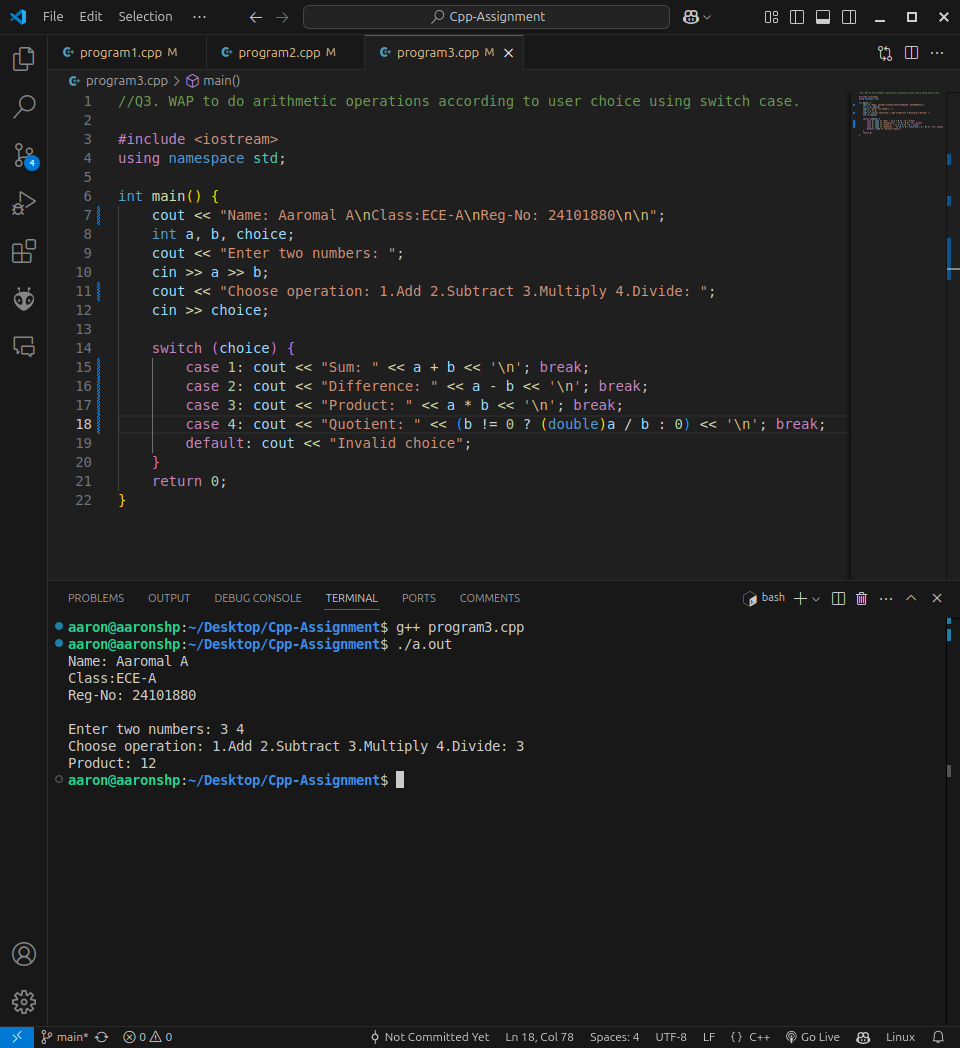 File Edit Selection ··· Cpp-Assignment
program1.cpp M program2.cpp M program3.cpp M
program3.cpp > main()
1 //Q3. WAP to do arithmetic operations according to user choice using switch case.
2
3 #include <iostream>
4 using namespace std;
5
6 int main() {
7 cout << "Name: Aaromal A\nClass:ECE-A\nReg-No: 24101880\n\n";
8 int a, b, choice;
9 cout << "Enter two numbers: ";
10 cin >> a >> b;
11 cout << "Choose operation: 1.Add 2.Subtract 3.Multiply 4.Divide: ";
12 cin >> choice;
13
14 switch (choice) {
15 case 1: cout << "Sum: " << a + b << '\n'; break;
16 case 2: cout << "Difference: " << a - b << '\n'; break;
17 case 3: cout << "Product: " << a * b << '\n'; break;
18 case 4: cout << "Quotient: " << (b != 0 ? (double)a / b : 0) << '\n'; break;
19 default: cout << "Invalid choice";
20 }
21 return 0;
22 }
4
PROBLEMS OUTPUT DEBUG CONSOLE TERMINAL PORTS COMMENTS bash
aaron@aaronshp:~/Desktop/Cpp-Assignment$ g++ program3.cpp
aaron@aaronshp:~/Desktop/Cpp-Assignment$ ./a.out
Name: Aaromal A
Class:ECE-A
Reg-No: 24101880
Enter two numbers: 3 4
Choose operation: 1.Add 2.Subtract 3.Multiply 4.Divide: 3
Product: 12
aaron@aaronshp:~/Desktop/Cpp-Assignment$
main* 0 0 Not Committed Yet Ln 18, Col 78 Spaces: 4 UTF-8 LF {} C++ Go Live Linux